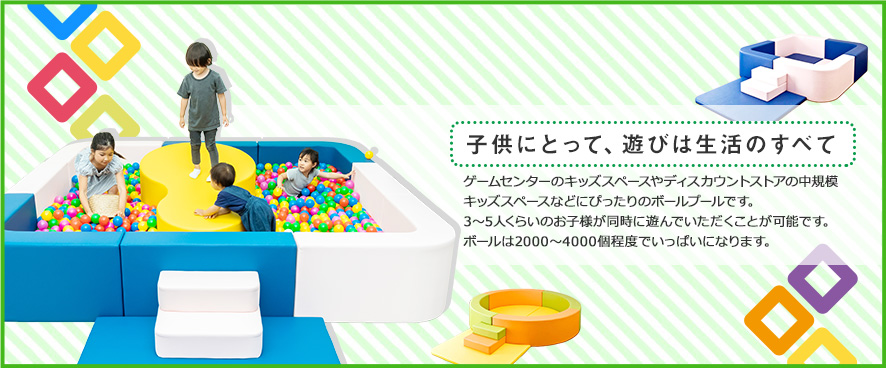 子供にとって、遊びは生活のすべて
ゲームセンターのキッズスペースやディスカウントストアの中規模
キッズスペースなどにぴったりのボールプールです。
3～5人くらいのお子様が同時に遊んでいただくことが可能です。
ボールは2000～4000個程度でいっぱいになります。